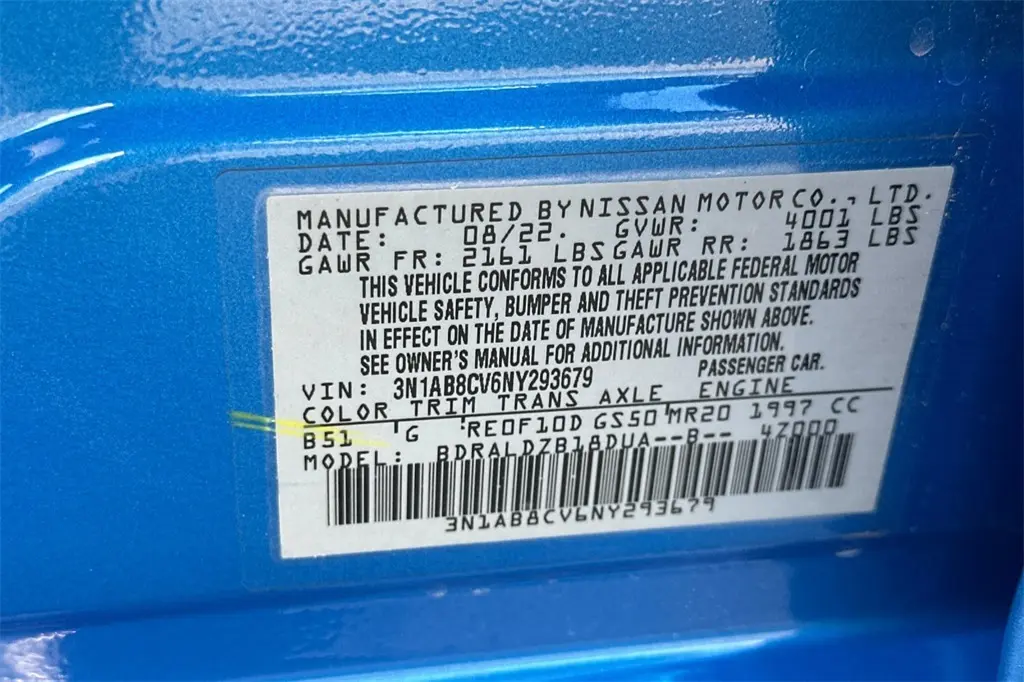 MANUFACTURED BY NISSAN MOTOR CO., LTD.
DATE: 08/22. GVWR: 4001 LBS
GAWR FR: 2161 LBS GAWR RR: 1863 LBS
THIS VEHICLE CONFORMS TO ALL APPLICABLE FEDERAL MOTOR
VEHICLE SAFETY, BUMPER AND THEFT PREVENTION STANDARDS
IN EFFECT ON THE DATE OF MANUFACTURE SHOWN ABOVE.
SEE OWNER'S MANUAL FOR ADDITIONAL INFORMATION.
VIN: 3N1AB8CV6NY293679 PASSENGER CAR.
COLOR TRIM TRANS AXLE ENGINE
B51 G RE0F10D GS50 MR20 1997 CC
MODEL: BDRALDZB18DUA--B-- 4Z000
3N1AB8CV6NY293679